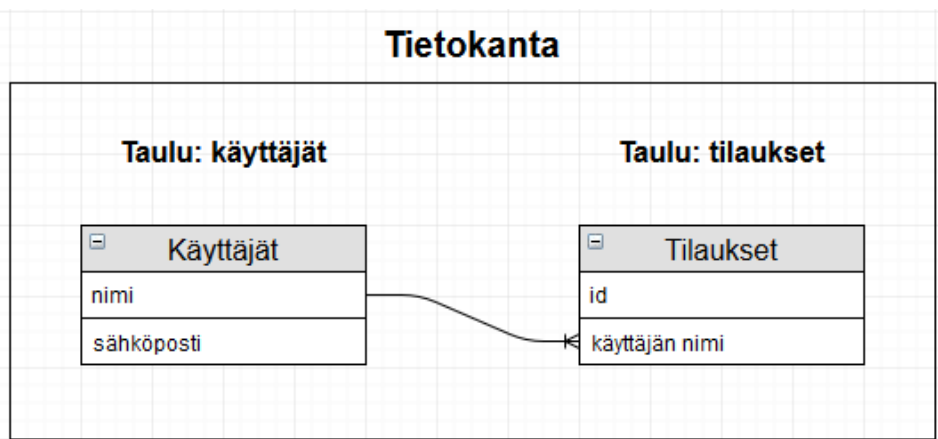 Tietokanta
Taulu: käyttäjät
Taulu: tilaukset
Käyttäjät
nimi
sähköposti
Tilaukset
id
käyttäjän nimi